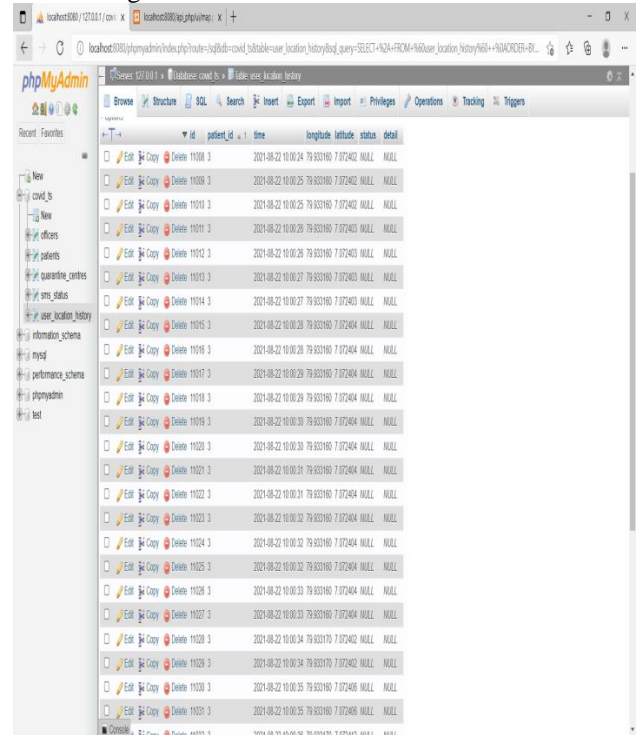 localhost:8080 / 127.0.0.1 / covi
localhost:8080/api_php/ui/map.
localhost:8080/phpmyadmin/index.php?route=/sql&db=covid_ts&table=user_location_history&sql_query=SELECT+%2A+FROM+%60user_location_history%60++%0AORDER+BY...
phpMyAdmin
Server: 127.0.0.1 » Database: covid_ts » Table: user_location_history
Browse Structure SQL Search Insert Export Import Privileges Operations Tracking Triggers
Recent Favorites
New
covid_ts
New
officers
patients
quarantine_centres
sms_status
user_location_history
information_schema
mysql
performance_schema
phpmyadmin
test
id patient_id 1 time longitude latitude status detail
Edit Copy Delete 11008 3 2021-08-22 10:00:24 79.933160 7.072402 NULL NULL
Edit Copy Delete 11009 3 2021-08-22 10:00:25 79.933160 7.072402 NULL NULL
Edit Copy Delete 11010 3 2021-08-22 10:00:25 79.933160 7.072402 NULL NULL
Edit Copy Delete 11011 3 2021-08-22 10:00:26 79.933160 7.072403 NULL NULL
Edit Copy Delete 11012 3 2021-08-22 10:00:26 79.933160 7.072403 NULL NULL
Edit Copy Delete 11013 3 2021-08-22 10:00:27 79.933160 7.072403 NULL NULL
Edit Copy Delete 11014 3 2021-08-22 10:00:27 79.933160 7.072403 NULL NULL
Edit Copy Delete 11015 3 2021-08-22 10:00:28 79.933160 7.072404 NULL NULL
Edit Copy Delete 11016 3 2021-08-22 10:00:28 79.933160 7.072404 NULL NULL
Edit Copy Delete 11017 3 2021-08-22 10:00:29 79.933160 7.072404 NULL NULL
Edit Copy Delete 11018 3 2021-08-22 10:00:29 79.933160 7.072404 NULL NULL
Edit Copy Delete 11019 3 2021-08-22 10:00:30 79.933160 7.072404 NULL NULL
Edit Copy Delete 11020 3 2021-08-22 10:00:30 79.933160 7.072404 NULL NULL
Edit Copy Delete 11021 3 2021-08-22 10:00:31 79.933160 7.072404 NULL NULL
Edit Copy Delete 11022 3 2021-08-22 10:00:31 79.933160 7.072404 NULL NULL
Edit Copy Delete 11023 3 2021-08-22 10:00:32 79.933160 7.072404 NULL NULL
Edit Copy Delete 11024 3 2021-08-22 10:00:32 79.933160 7.072404 NULL NULL
Edit Copy Delete 11025 3 2021-08-22 10:00:32 79.933160 7.072404 NULL NULL
Edit Copy Delete 11026 3 2021-08-22 10:00:33 79.933160 7.072404 NULL NULL
Edit Copy Delete 11027 3 2021-08-22 10:00:33 79.933160 7.072404 NULL NULL
Edit Copy Delete 11028 3 2021-08-22 10:00:34 79.933170 7.072402 NULL NULL
Edit Copy Delete 11029 3 2021-08-22 10:00:34 79.933170 7.072402 NULL NULL
Edit Copy Delete 11030 3 2021-08-22 10:00:35 79.933160 7.072406 NULL NULL
Edit Copy Delete 11031 3 2021-08-22 10:00:35 79.933160 7.072406 NULL NULL
Console